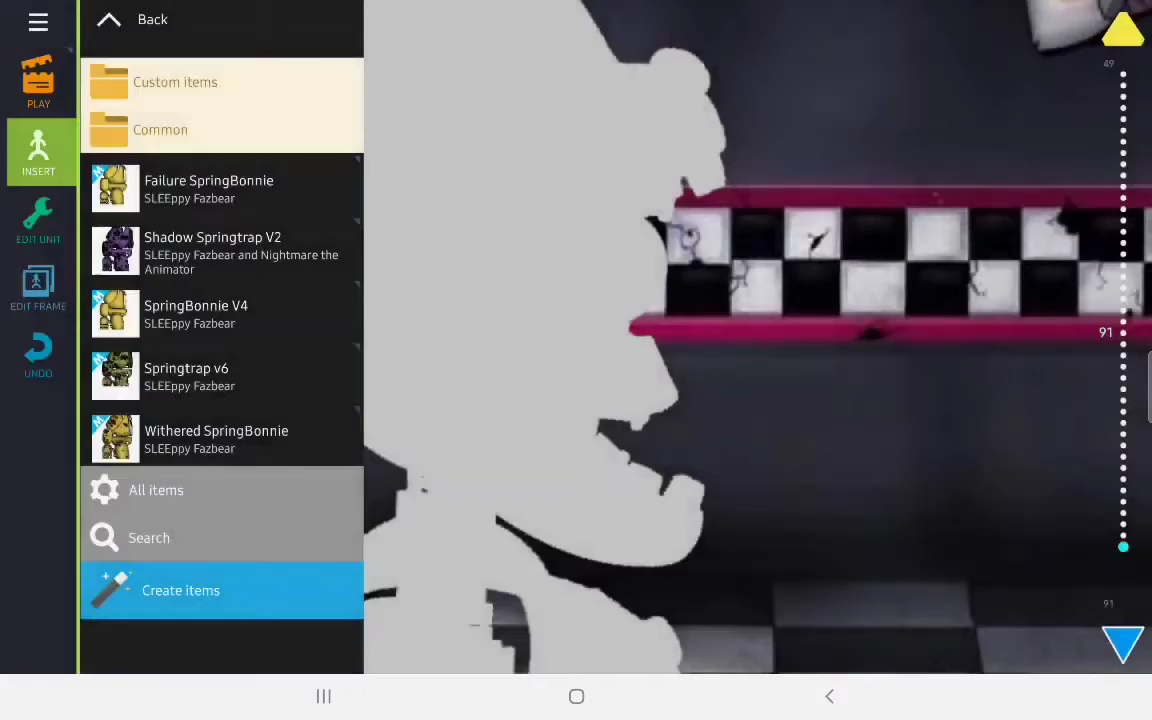 Back
PLAY
INSERT
EDIT UNIT
EDIT FRAME
UNDO
Custom items
Common
Failure SpringBonnie
SLEEppy Fazbear
Shadow Springtrap V2
SLEEppy Fazbear and Nightmare the
Animator
SpringBonnie V4
SLEEppy Fazbear
Springtrap v6
SLEEppy Fazbear
Withered SpringBonnie
SLEEppy Fazbear
All items
Search
Create items
49
91
91